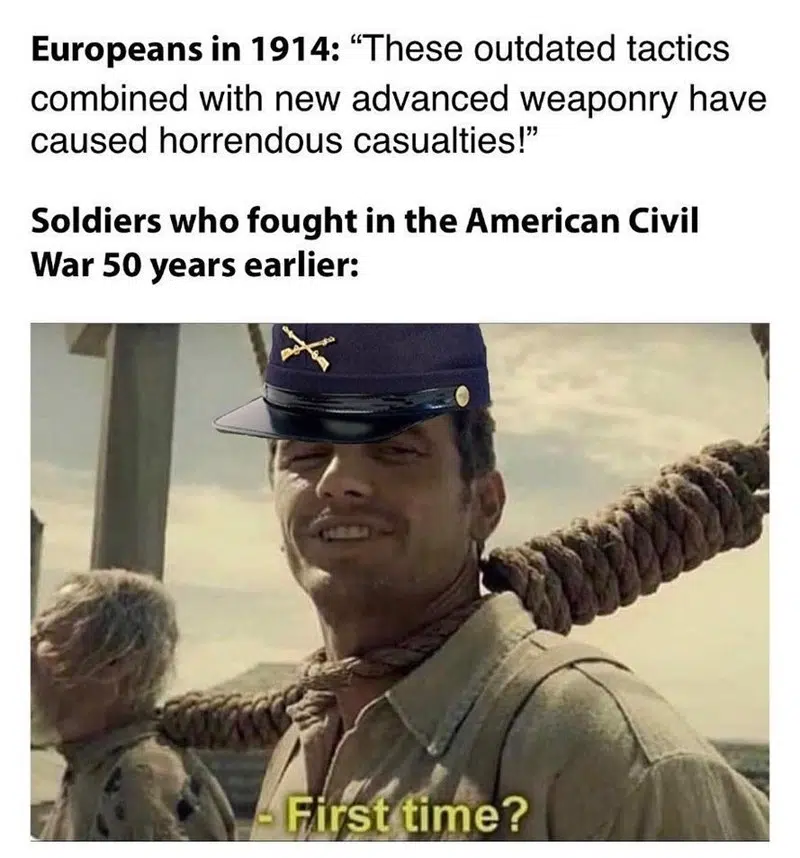 Europeans in 1914: “These outdated tactics
combined with new advanced weaponry have
caused horrendous casualties!”
Soldiers who fought in the American Civil
War 50 years earlier:
- First time?